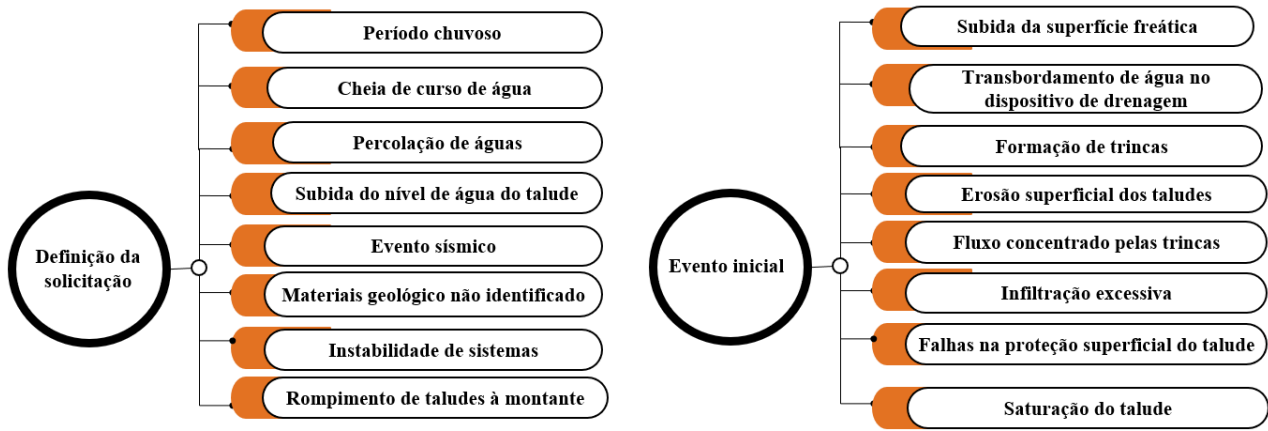 Definição da
solicitação
Período chuvoso
Cheia de curso de água
Percolação de águas
Subida do nível de água do talude
Evento sísmico
Materiais geológico não identificado
Instabilidade de sistemas
Rompimento de taludes à montante
Evento inicial
Subida da superfície freática
Transbordamento de água no
dispositivo de drenagem
Formação de trincas
Erosão superficial dos taludes
Fluxo concentrado pelas trincas
Infiltração excessiva
Falhas na proteção superficial do talude
Saturação do talude